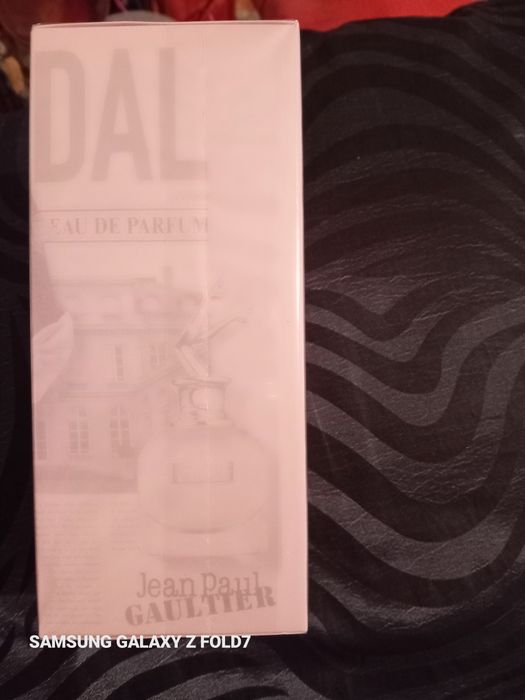 DAL
EAU DE PARFUM
Jean Paul
GAULTIER
SAMSUNG GALAXY Z FOLD7